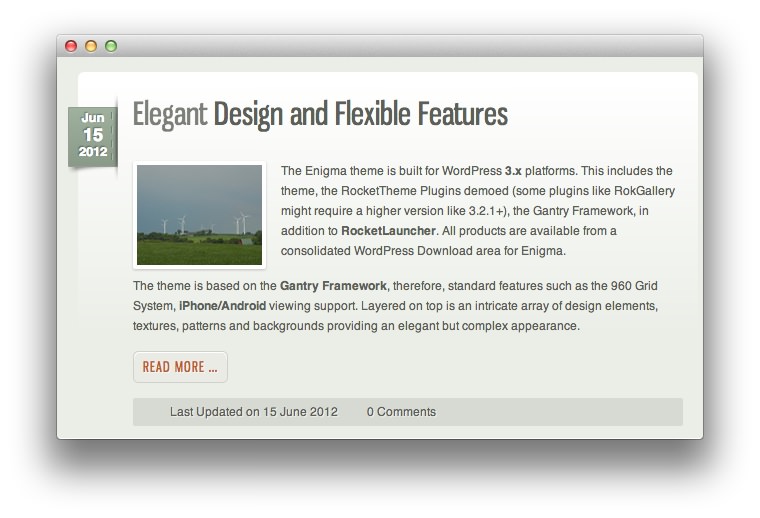 Jun
15
2012
Elegant Design and Flexible Features
The Enigma theme is built for WordPress 3.x platforms. This includes the
theme, the RocketTheme Plugins demoed (some plugins like RokGallery
might require a higher version like 3.2.1+), the Gantry Framework, in
addition to RocketLauncher. All products are available from a
consolidated WordPress Download area for Enigma.
The theme is based on the Gantry Framework, therefore, standard features such as the 960 Grid
System, iPhone/Android viewing support. Layered on top is an intricate array of design elements,
textures, patterns and backgrounds providing an elegant but complex appearance.
READ MORE ...
Last Updated on 15 June 2012 0 Comments